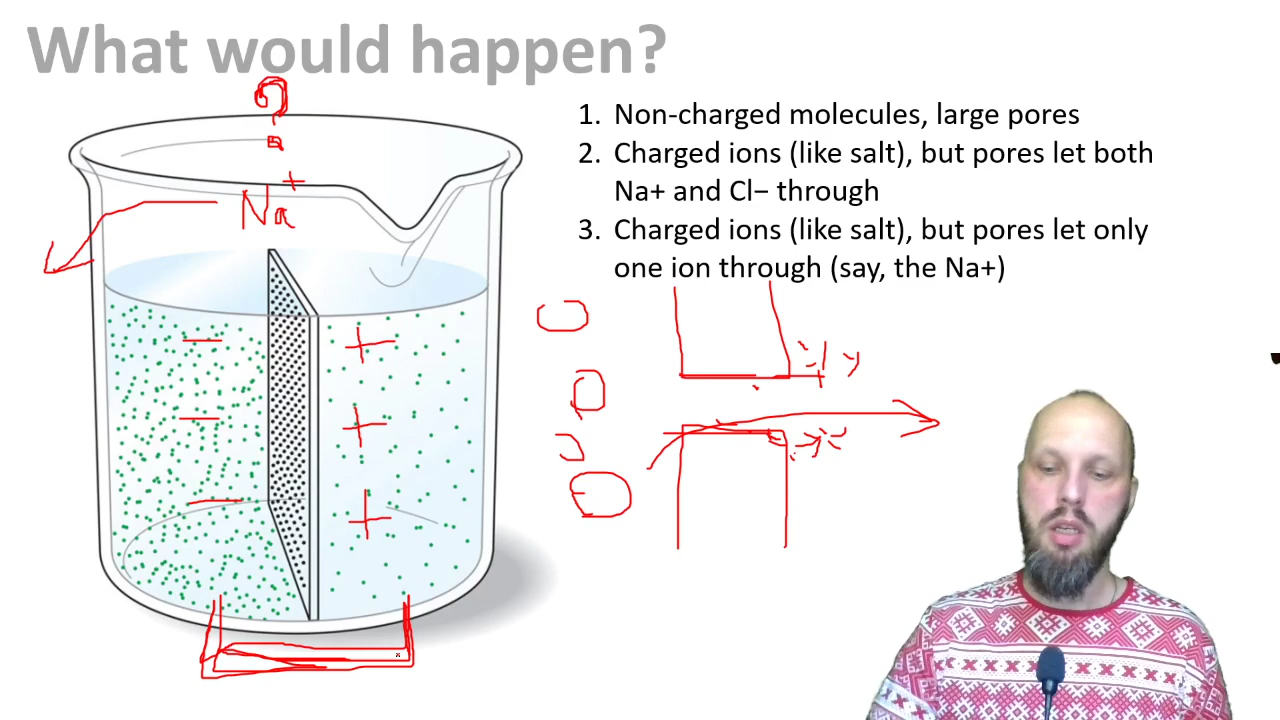 What would happen?
1. Non-charged molecules, large pores
2. Charged ions (like salt), but pores let both
Na+ and Cl− through
3. Charged ions (like salt), but pores let only
one ion through (say, the Na+)
Na+
− +
− +
− +